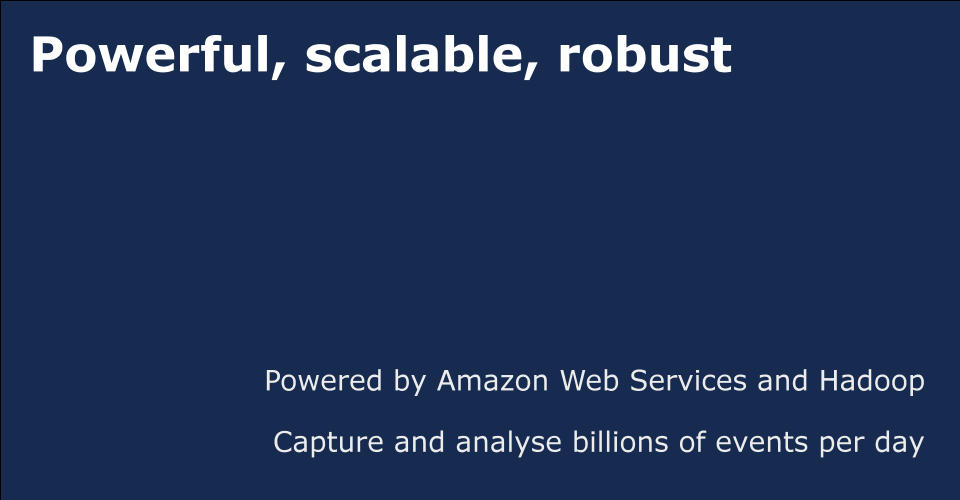 Powerful, scalable, robust
Powered by Amazon Web Services and Hadoop
Capture and analyse billions of events per day